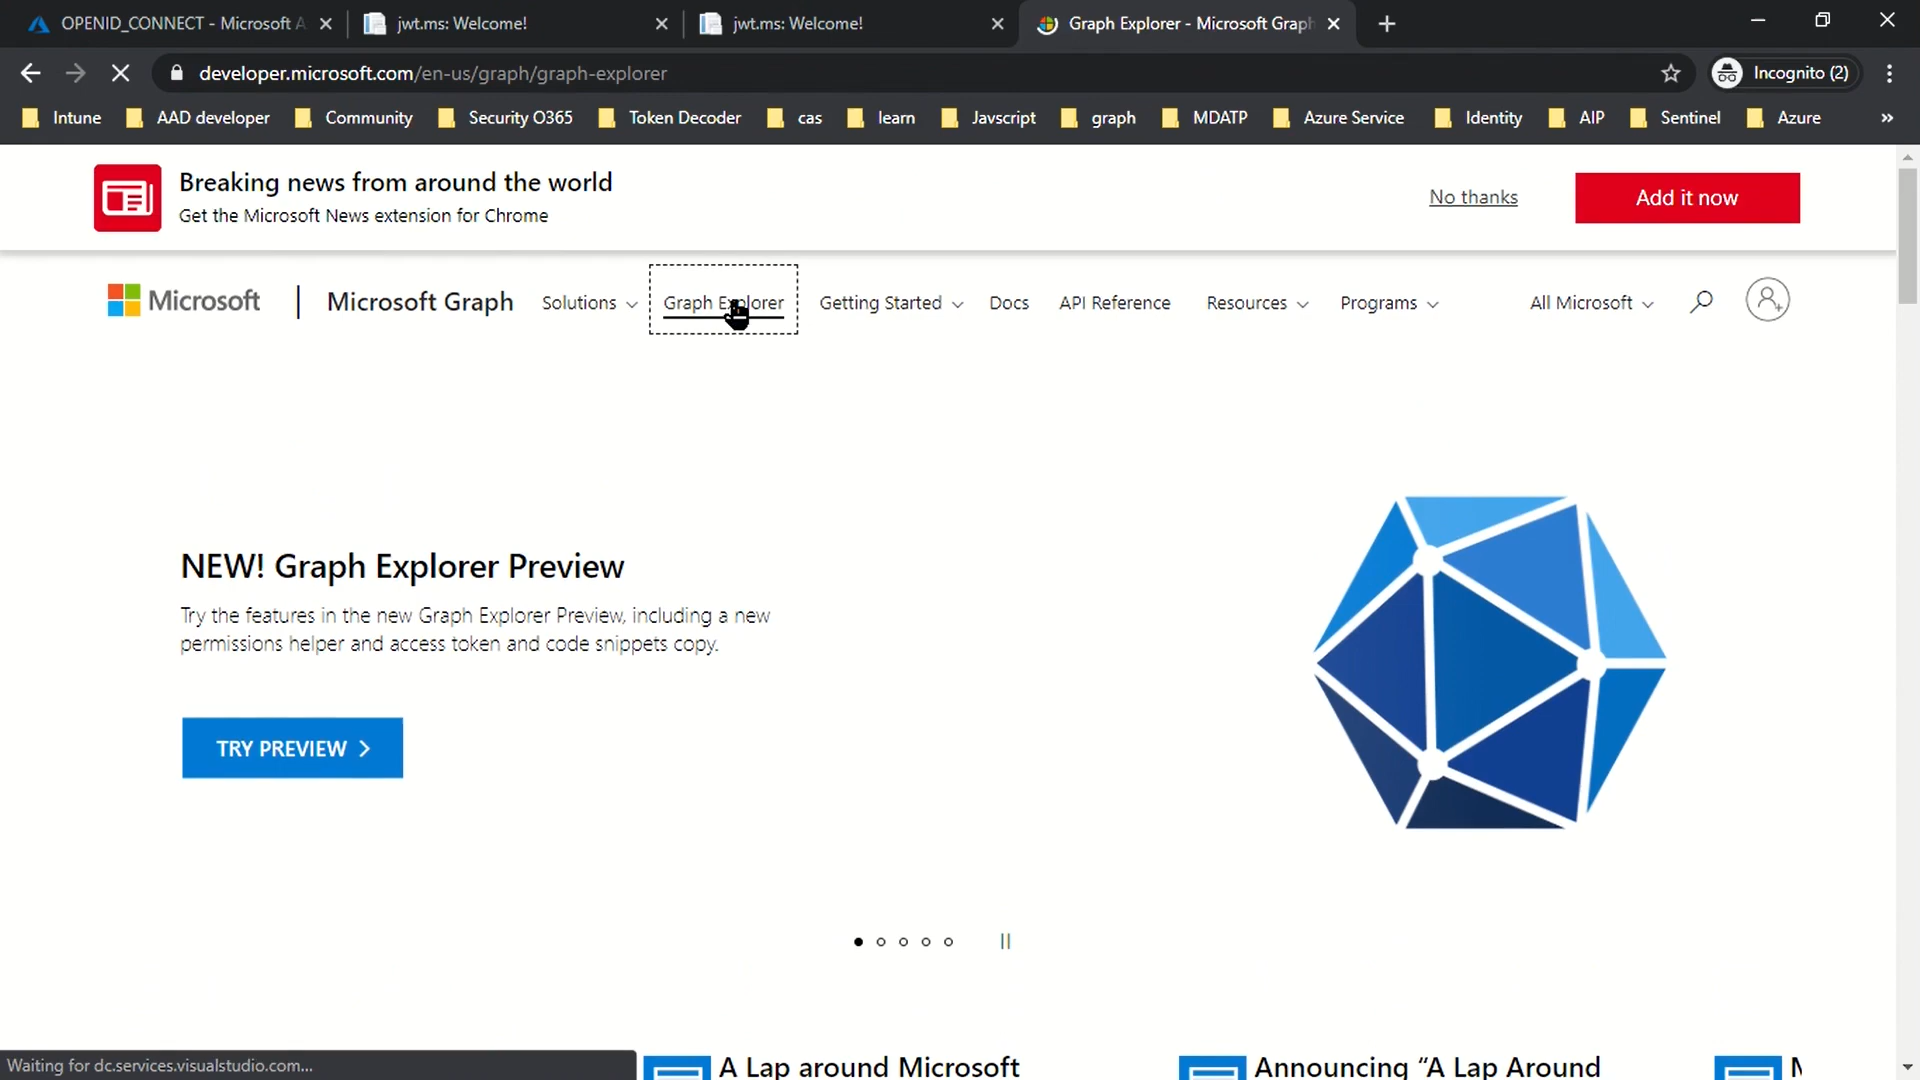 OPENID_CONNECT - Microsoft A
jwt.ms: Welcome!
jwt.ms: Welcome!
Graph Explorer - Microsoft Graph
developer.microsoft.com/en-us/graph/graph-explorer
Incognito (2)
Intune
AAD developer
Community
Security O365
Token Decoder
cas
learn
Javscript
graph
MDATP
Azure Service
Identity
AIP
Sentinel
Azure
»
Breaking news from around the world
Get the Microsoft News extension for Chrome
No thanks
Add it now
Microsoft
Microsoft Graph
Solutions
Graph Explorer
Getting Started
Docs
API Reference
Resources
Programs
All Microsoft
NEW! Graph Explorer Preview
Try the features in the new Graph Explorer Preview, including a new
permissions helper and access token and code snippets copy.
TRY PREVIEW >
Waiting for dc.services.visualstudio.com...
A Lap around Microsoft
Announcing “A Lap Around